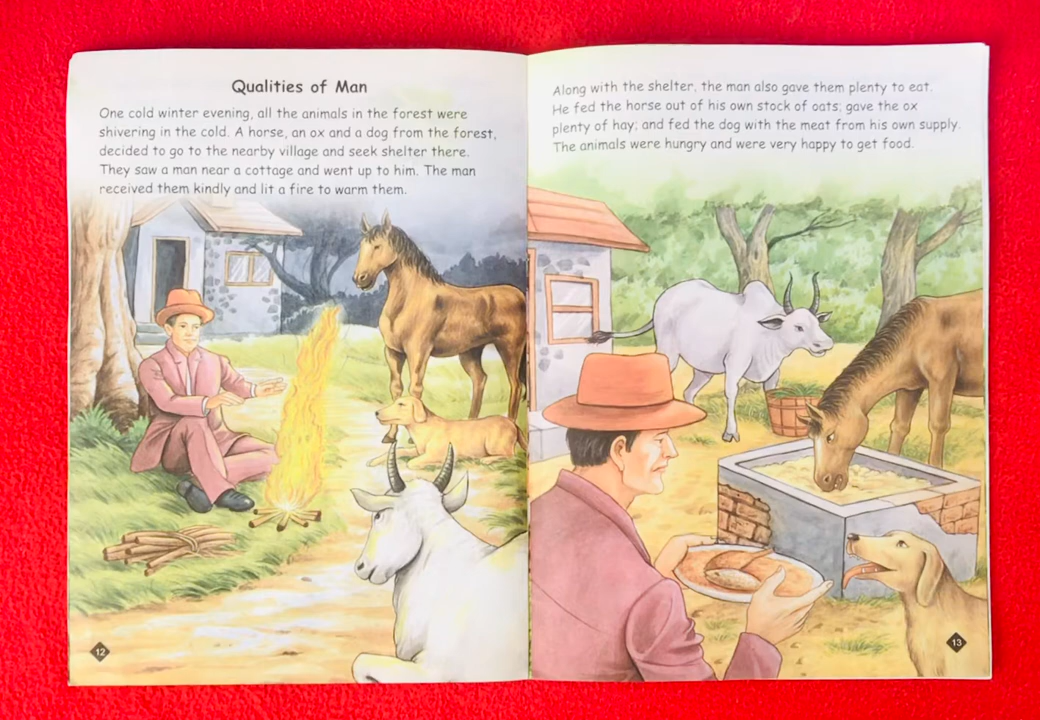 Qualities of Man
One cold winter evening, all the animals in the forest were
shivering in the cold. A horse, an ox and a dog from the forest,
decided to go to the nearby village and seek shelter there.
They saw a man near a cottage and went up to him. The man
received them kindly and lit a fire to warm them.
12
Along with the shelter, the man also gave them plenty to eat.
He fed the horse out of his own stock of oats; gave the ox
plenty of hay; and fed the dog with the meat from his own supply.
The animals were hungry and were very happy to get food.
13